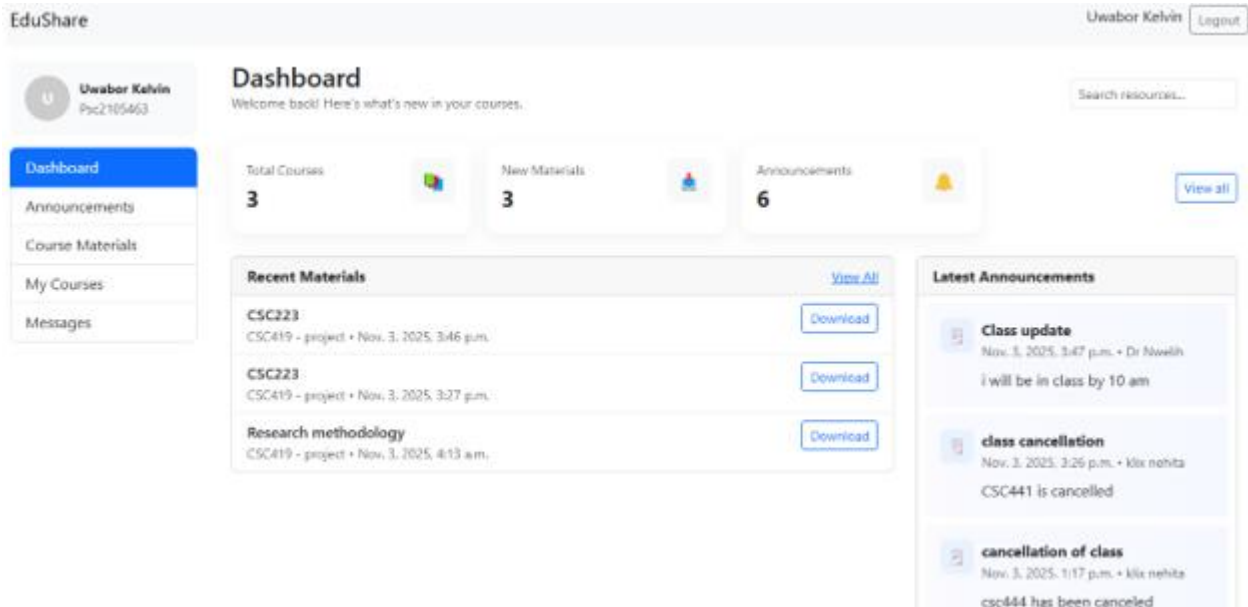 EduShare
Uwabor Kelvin Logout
U
Uwabor Kelvin
Psc2105463
Dashboard
Announcements
Course Materials
My Courses
Messages
Dashboard
Welcome back! Here's what's new in your courses.
Search resources...
Total Courses
3
New Materials
3
Announcements
6
View all
Recent Materials View All
CSC223
CSC419 - project • Nov. 3, 2025, 3:46 p.m.
Download
CSC223
CSC419 - project • Nov. 3, 2025, 3:27 p.m.
Download
Research methodology
CSC419 - project • Nov. 3, 2025, 4:13 a.m.
Download
Latest Announcements
Class update
Nov. 3, 2025, 3:47 p.m. • Dr Nwelih
i will be in class by 10 am
class cancellation
Nov. 3, 2025, 3:26 p.m. • klix nehita
CSC441 is cancelled
cancellation of class
Nov. 3, 2025, 1:17 p.m. • klix nehita
csc444 has been canceled